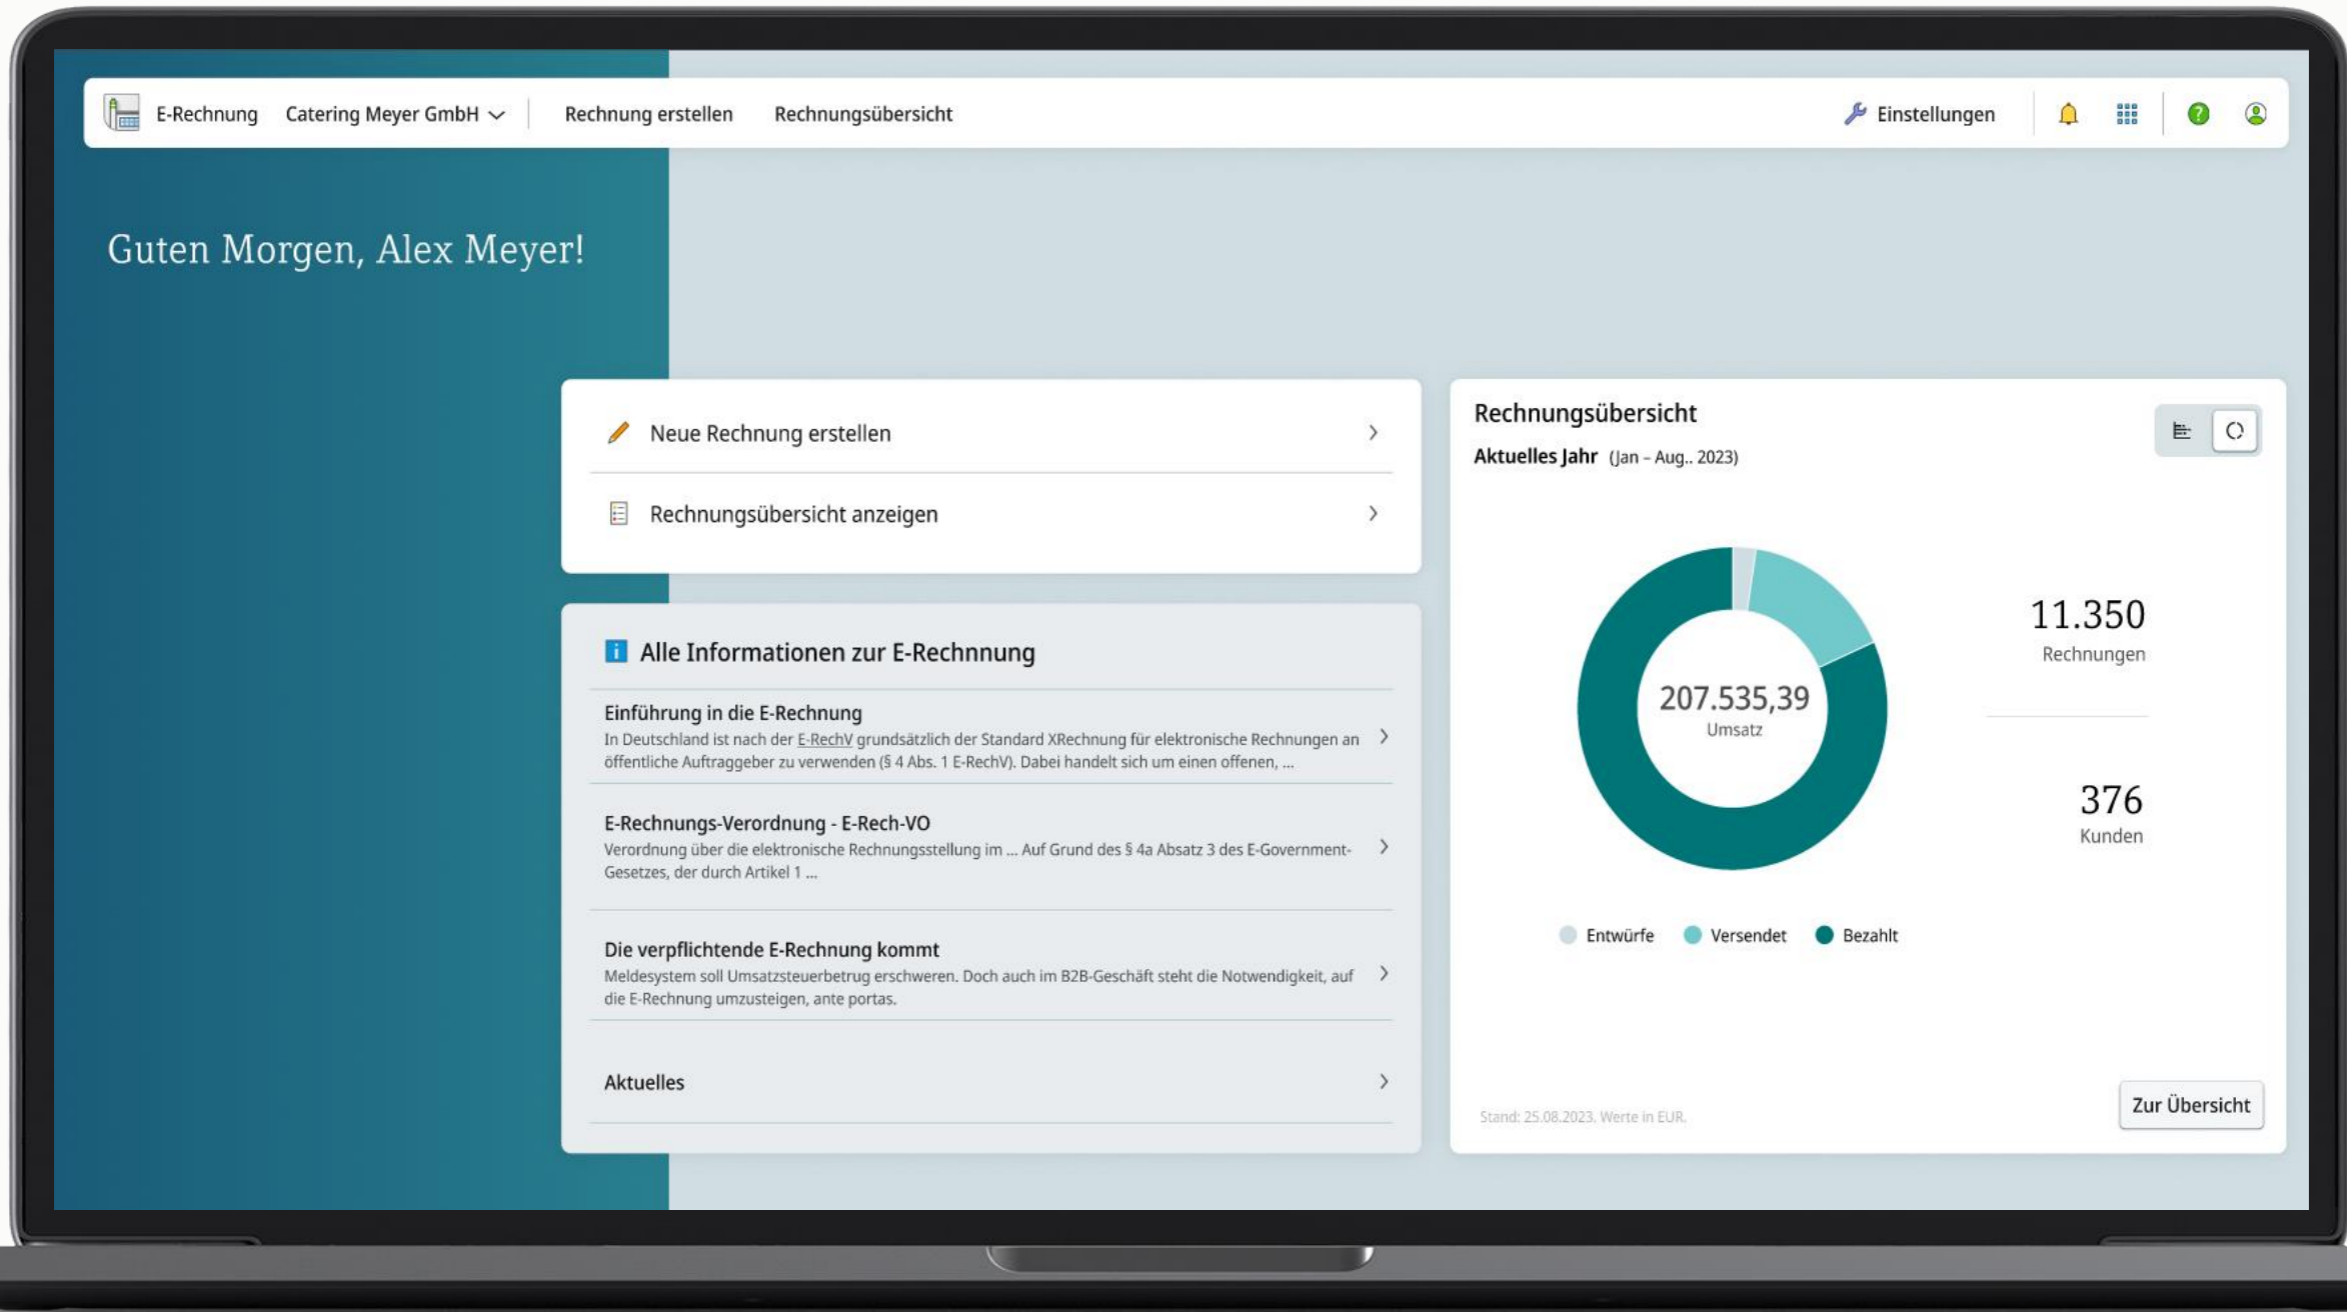 E-Rechnung Catering Meyer GmbH Rechnung erstellen Rechnungsübersicht Einstellungen
Guten Morgen, Alex Meyer!
Neue Rechnung erstellen
Rechnungsübersicht anzeigen
Alle Informationen zur E-Rechnnung
Einführung in die E-Rechnung
In Deutschland ist nach der E-RechV grundsätzlich der Standard XRechnung für elektronische Rechnungen an
öffentliche Auftraggeber zu verwenden (§ 4 Abs. 1 E-RechV). Dabei handelt sich um einen offenen, ...
E-Rechnungs-Verordnung - E-Rech-VO
Verordnung über die elektronische Rechnungsstellung im ... Auf Grund des § 4a Absatz 3 des E-Government-
Gesetzes, der durch Artikel 1 ...
Die verpflichtende E-Rechnung kommt
Meldesystem soll Umsatzsteuerbetrug erschweren. Doch auch im B2B-Geschäft steht die Notwendigkeit, auf
die E-Rechnung umzusteigen, ante portas.
Aktuelles
Rechnungsübersicht
Aktuelles Jahr (Jan – Aug.. 2023)
207.535,39
Umsatz
11.350
Rechnungen
376
Kunden
Entwürfe Versendet Bezahlt
Stand: 25.08.2023. Werte in EUR.
Zur Übersicht